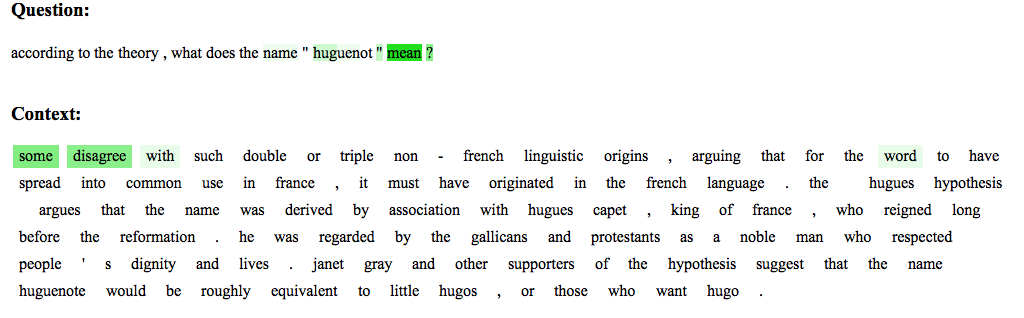 Question:
according to the theory , what does the name " huguenot " mean ?
Context:
some disagree with such double or triple non - french linguistic origins , arguing that for the word to have
spread into common use in france , it must have originated in the french language . the hugues hypothesis
argues that the name was derived by association with hugues capet , king of france , who reigned long
before the reformation . he was regarded by the gallicans and protestants as a noble man who respected
people ' s dignity and lives . janet gray and other supporters of the hypothesis suggest that the name
huguenote would be roughly equivalent to little hugos , or those who want hugo .